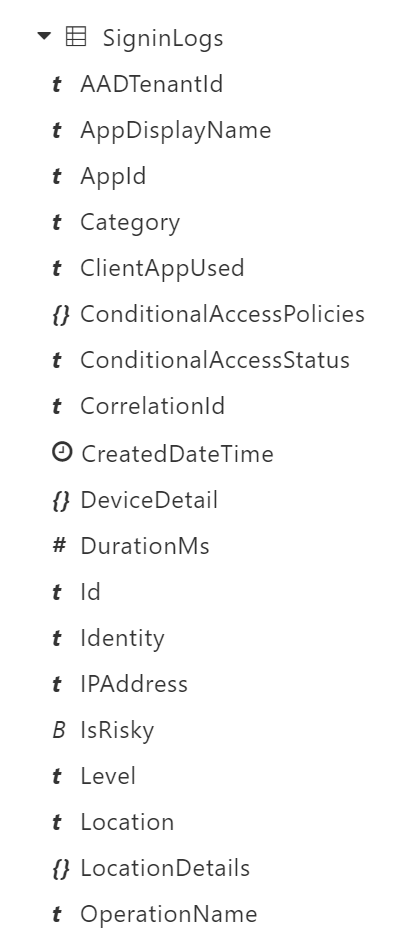 SigninLogs
t AADTenantId
t AppDisplayName
t AppId
t Category
t ClientAppUsed
{} ConditionalAccessPolicies
t ConditionalAccessStatus
t CorrelationId
CreatedDateTime
{} DeviceDetail
# DurationMs
t Id
t Identity
t IPAddress
B IsRisky
t Level
t Location
{} LocationDetails
t OperationName